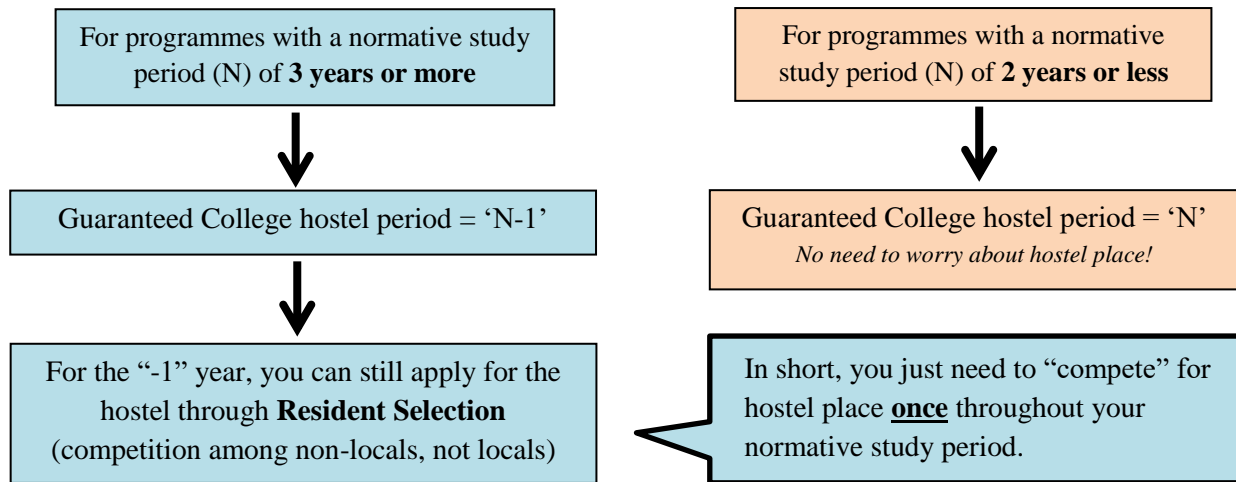 For programmes with a normative study
period (N) of 3 years or more
Guaranteed College hostel period = ‘N-1’
For the “-1” year, you can still apply for the
hostel through Resident Selection
(competition among non-locals, not locals)
For programmes with a normative
study period (N) of 2 years or less
Guaranteed College hostel period = ‘N’
No need to worry about hostel place!
In short, you just need to “compete” for
hostel place once throughout your
normative study period.